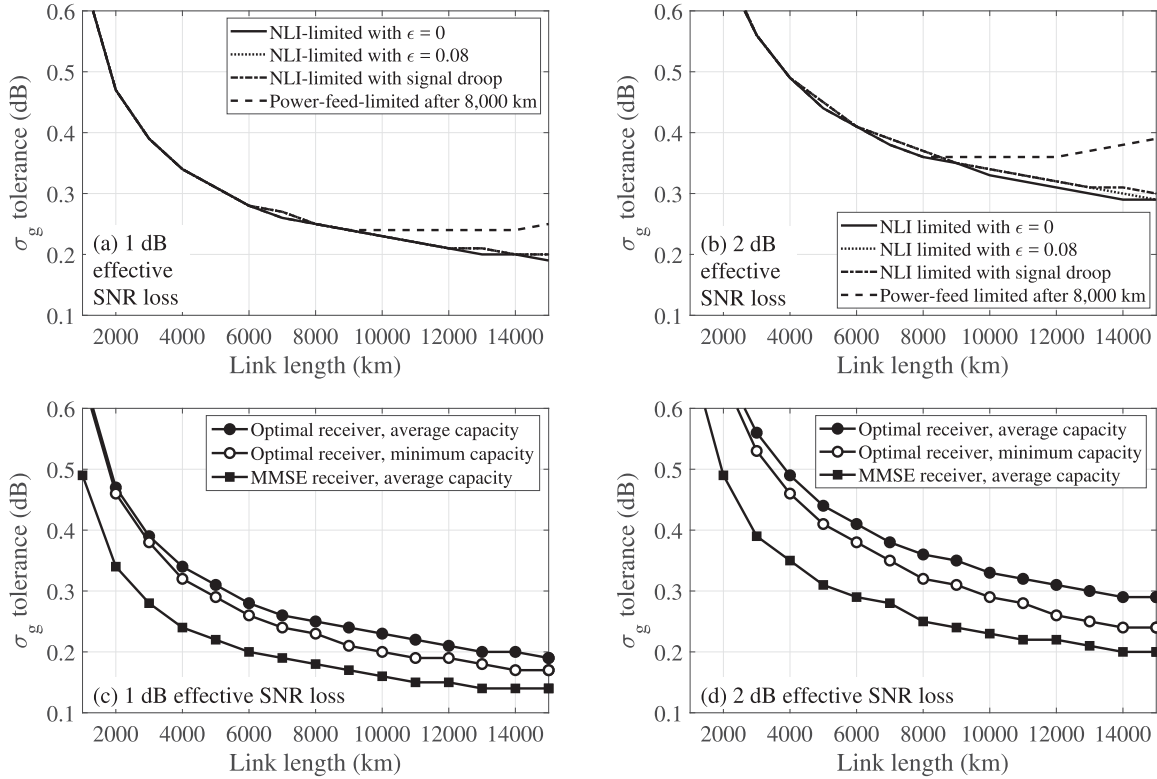 0.6
0.5
0.4
0.3
0.2
0.1
σg tolerance (dB)
NLI-limited with ϵ = 0
NLI-limited with ϵ = 0.08
NLI-limited with signal droop
Power-feed-limited after 8,000 km
(a) 1 dB
effective
SNR loss
2000 4000 6000 8000 10000 12000 14000
Link length (km)
0.6
0.5
0.4
0.3
0.2
0.1
σg tolerance (dB)
(b) 2 dB
effective
SNR loss
NLI limited with ϵ = 0
NLI limited with ϵ = 0.08
NLI limited with signal droop
Power-feed limited after 8,000 km
2000 4000 6000 8000 10000 12000 14000
Link length (km)
0.6
0.5
0.4
0.3
0.2
0.1
σg tolerance (dB)
Optimal receiver, average capacity
Optimal receiver, minimum capacity
MMSE receiver, average capacity
(c) 1 dB effective SNR loss
2000 4000 6000 8000 10000 12000 14000
Link length (km)
0.6
0.5
0.4
0.3
0.2
0.1
σg tolerance (dB)
Optimal receiver, average capacity
Optimal receiver, minimum capacity
MMSE receiver, average capacity
(d) 2 dB effective SNR loss
2000 4000 6000 8000 10000 12000 14000
Link length (km)